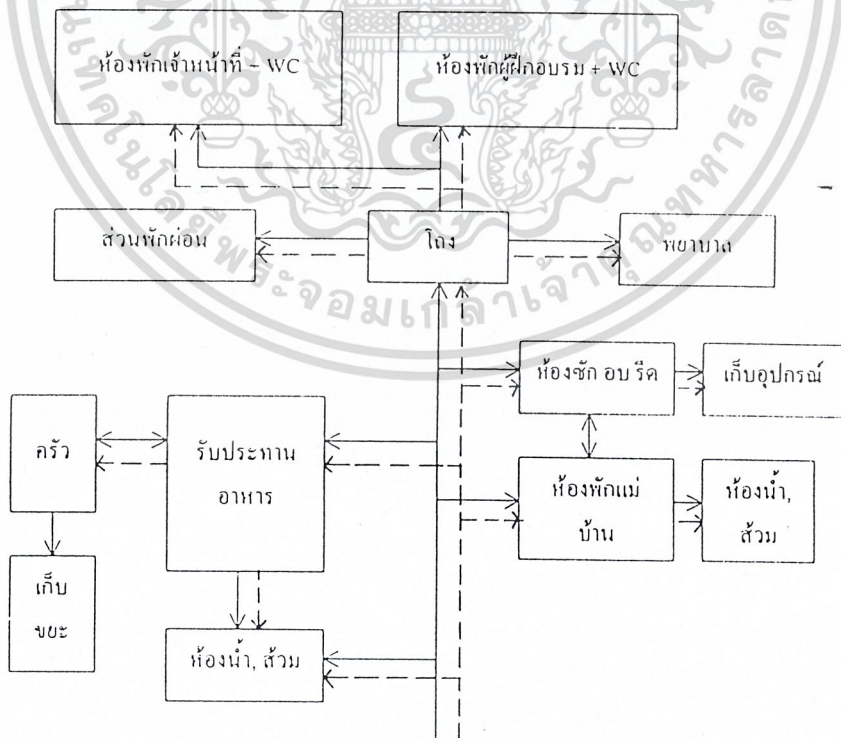 ห้องพักเจ้าหน้าที่ – WC
ห้องพักผู้ฝึกอบรม + WC
ส่วนพักผ่อน
โถง
พยาบาล
ห้องซัก อบ รีด
เก็บอุปกรณ์
ครัว
รับประทาน
อาหาร
ห้องพักแม่
บ้าน
ห้องน้ำ,
ส้วม
เก็บ
ขยะ
ห้องน้ำ, ส้วม